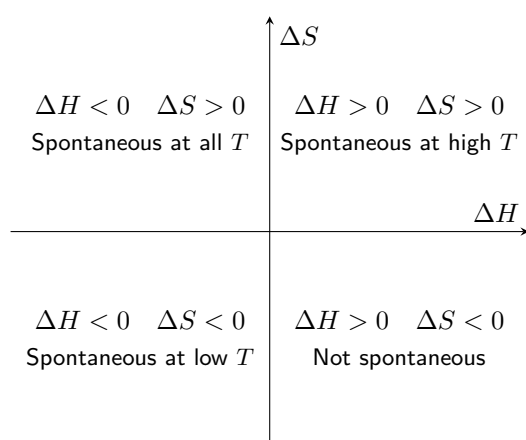 ΔS
ΔH < 0 ΔS > 0 ΔH > 0 ΔS > 0
Spontaneous at all T Spontaneous at high T
ΔH
ΔH < 0 ΔS < 0 ΔH > 0 ΔS < 0
Spontaneous at low T Not spontaneous